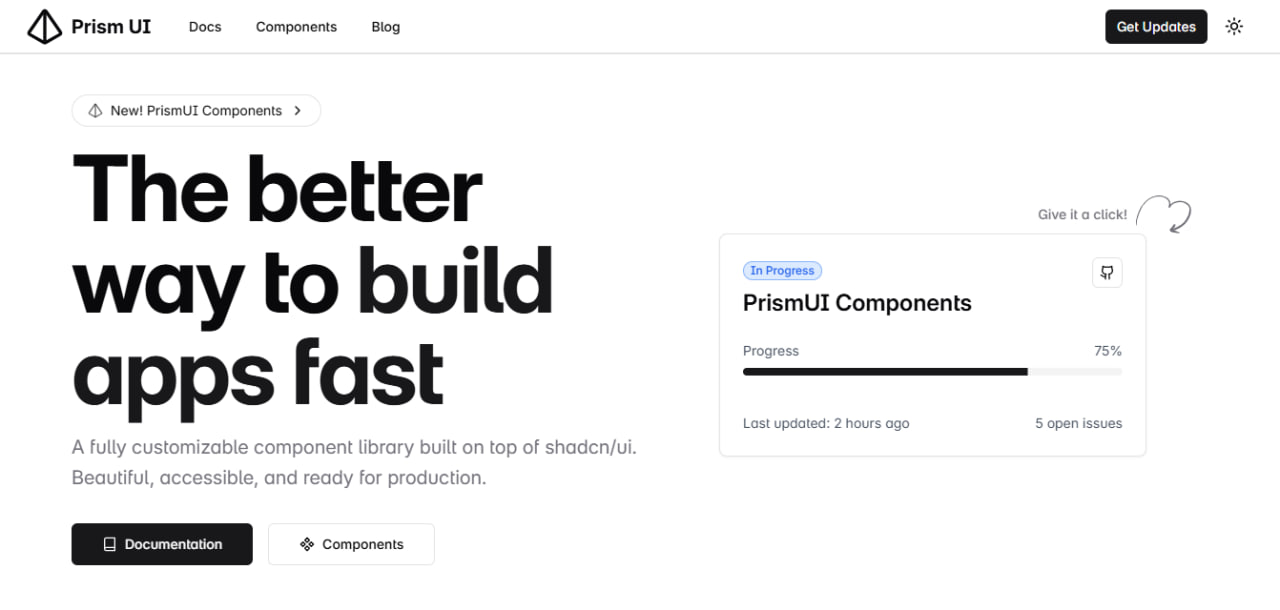 Prism UI
Docs
Components
Blog
Get Updates
New! PrismUI Components
The better
way to build
apps fast
A fully customizable component library built on top of shadcn/ui.
Beautiful, accessible, and ready for production.
Documentation
Components
Give it a click!
In Progress
PrismUI Components
Progress
75%
Last updated: 2 hours ago
5 open issues